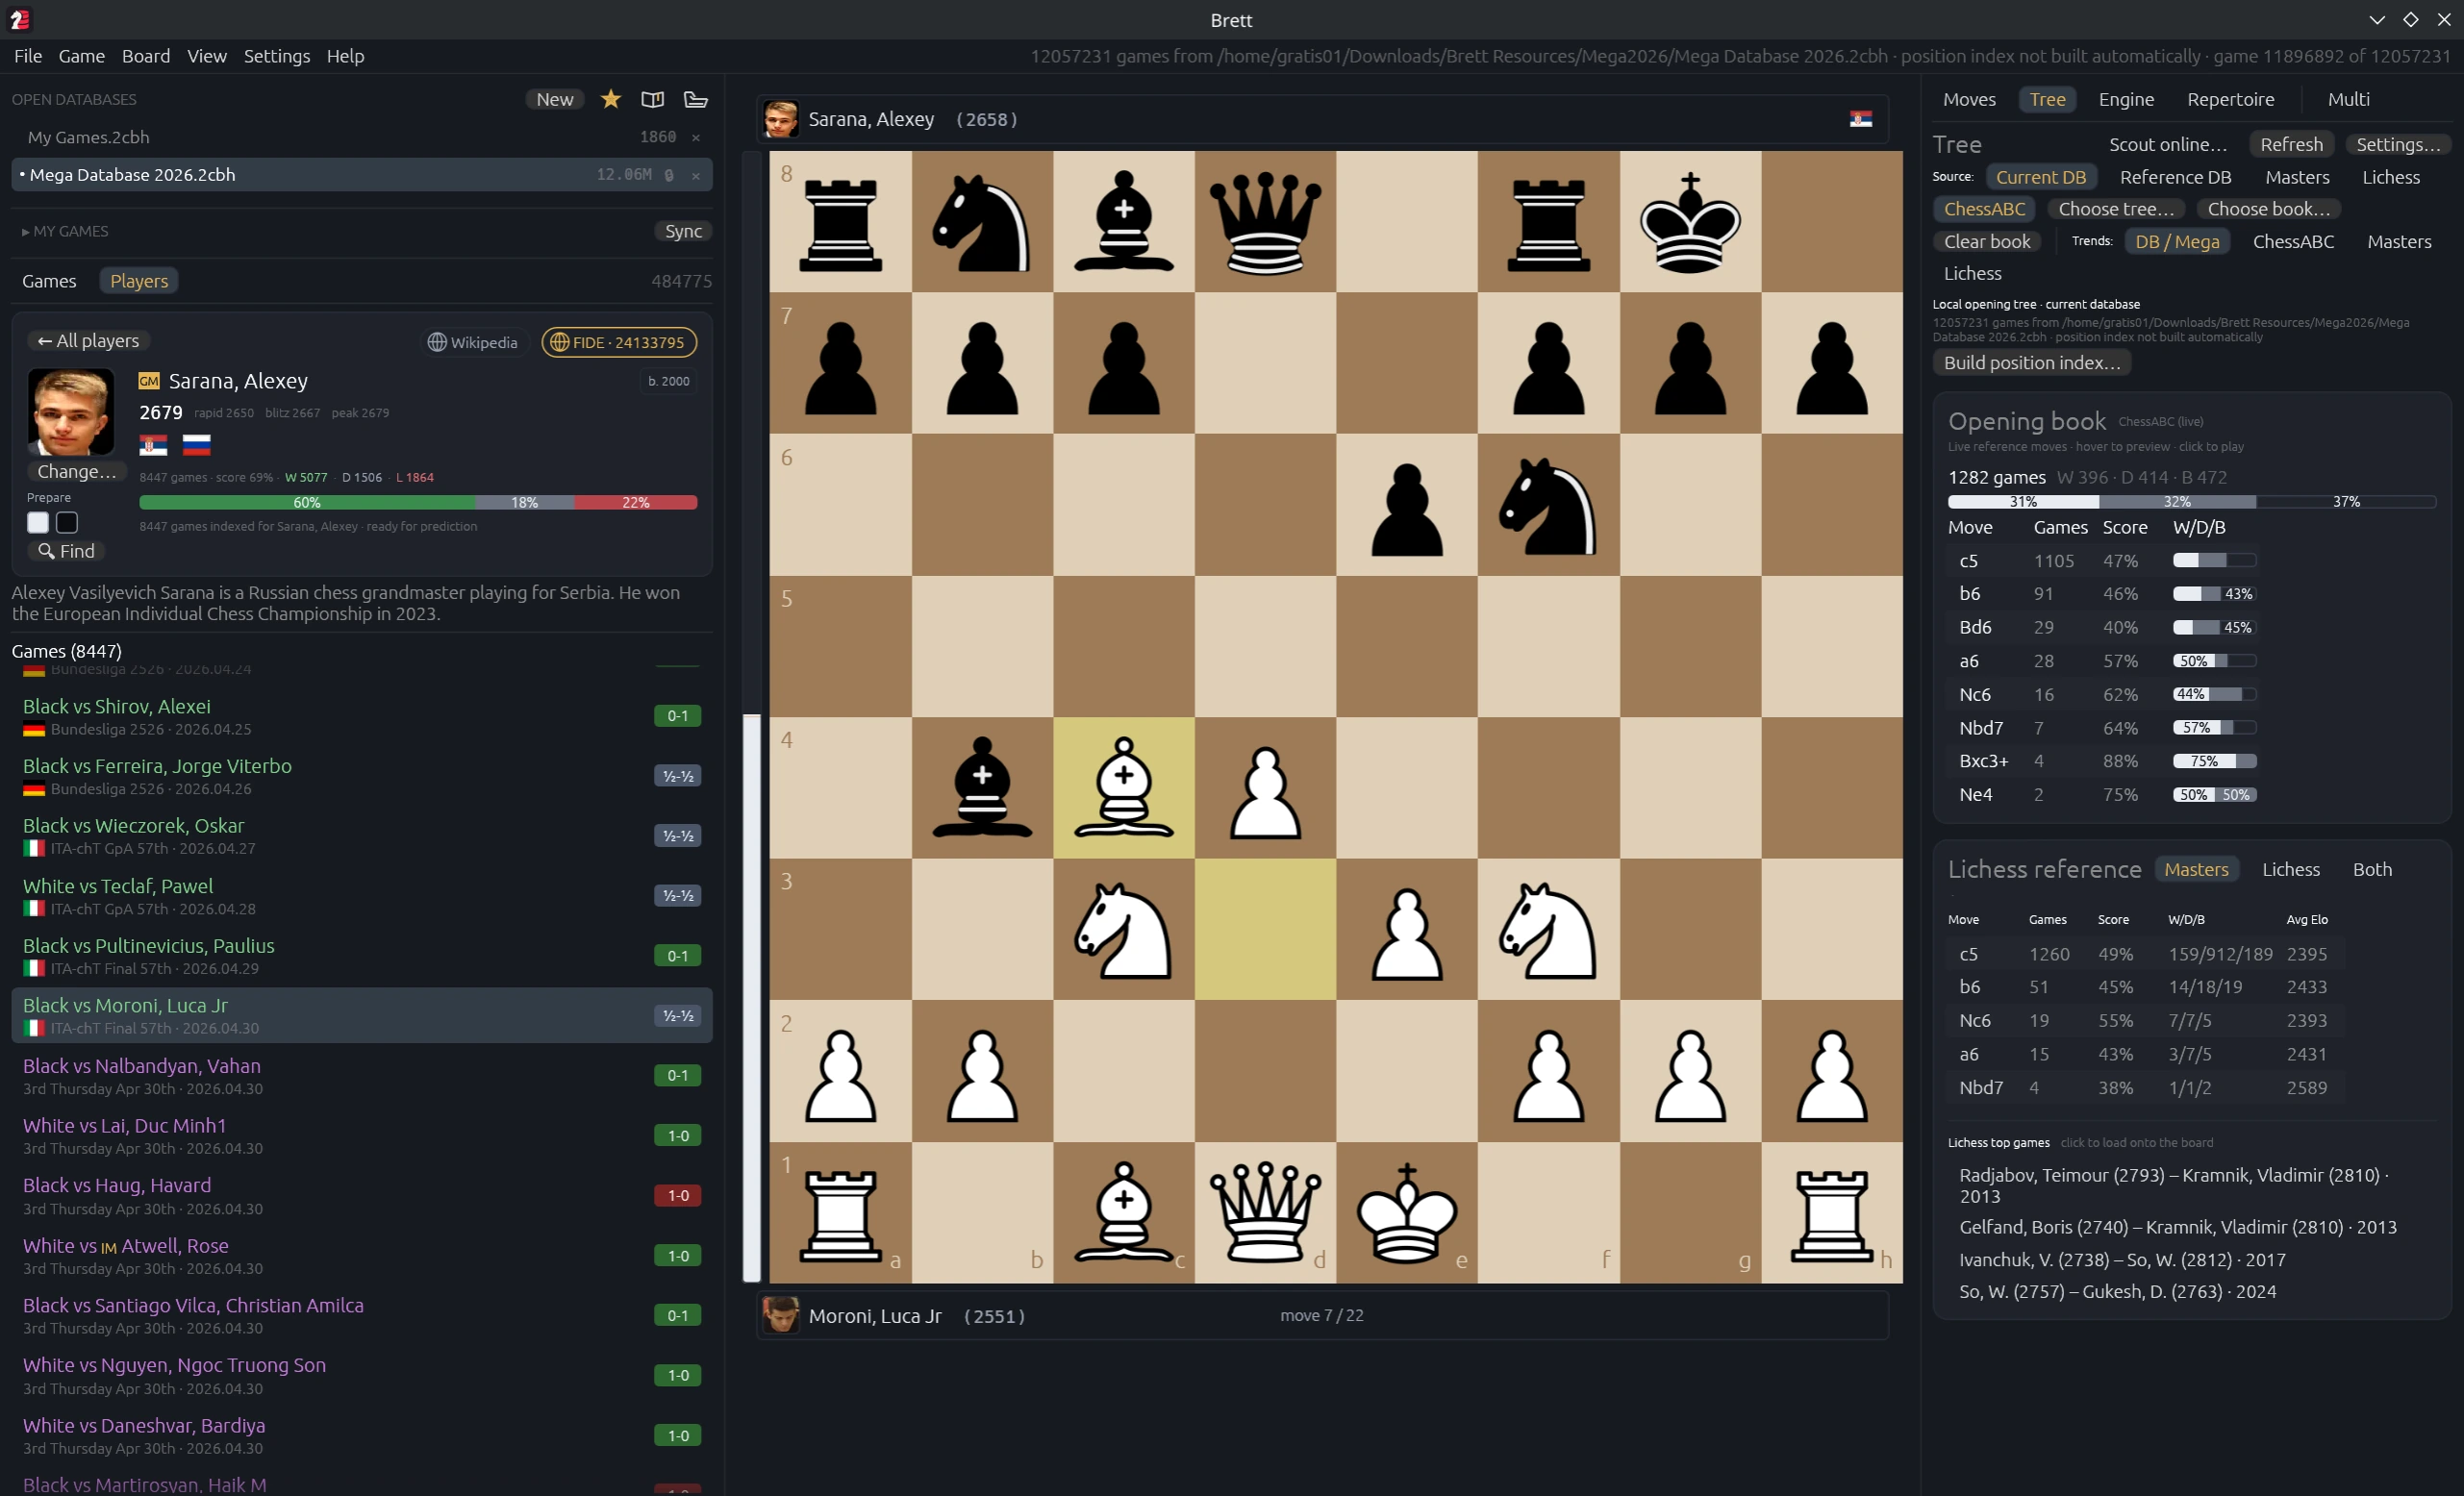 Brett
File Game Board View Settings Help
12057231 games from /home/gratis01/Downloads/Brett Resources/Mega2026/Mega Database 2026.2cbh · position index not built automatically · game 11896892 of 12057231
OPEN DATABASES New
My Games.2cbh 1860 ×
• Mega Database 2026.2cbh 12.06M ×
▸ MY GAMES Sync
Games Players 484775
← All players Wikipedia FIDE · 24133795
GM Sarana, Alexey b. 2000
2679 rapid 2650 blitz 2667 peak 2679
Change...
8447 games · score 69% · W 5077 · D 1506 · L 1864
Prepare
60% 18% 22%
8447 games indexed for Sarana, Alexey · ready for prediction
Find
Alexey Vasilyevich Sarana is a Russian chess grandmaster playing for Serbia. He won
the European Individual Chess Championship in 2023.
Games (8447)
Bundesliga 2526 · 2026.04.24
Black vs Shirov, Alexei 0-1
Bundesliga 2526 · 2026.04.25
Black vs Ferreira, Jorge Viterbo ½-½
Bundesliga 2526 · 2026.04.26
Black vs Wieczorek, Oskar ½-½
ITA-chT GpA 57th · 2026.04.27
White vs Teclaf, Pawel ½-½
ITA-chT GpA 57th · 2026.04.28
Black vs Pultinevicius, Paulius 0-1
ITA-chT Final 57th · 2026.04.29
Black vs Moroni, Luca Jr ½-½
ITA-chT Final 57th · 2026.04.30
Black vs Nalbandyan, Vahan 0-1
3rd Thursday Apr 30th · 2026.04.30
White vs Lai, Duc Minh1 1-0
3rd Thursday Apr 30th · 2026.04.30
Black vs Haug, Havard 1-0
3rd Thursday Apr 30th · 2026.04.30
White vs IM Atwell, Rose 1-0
3rd Thursday Apr 30th · 2026.04.30
Black vs Santiago Vilca, Christian Amilca 0-1
3rd Thursday Apr 30th · 2026.04.30
White vs Nguyen, Ngoc Truong Son 1-0
3rd Thursday Apr 30th · 2026.04.30
White vs Daneshvar, Bardiya 1-0
3rd Thursday Apr 30th · 2026.04.30
Black vs Martirosyan, Haik M
Sarana, Alexey (2658)
8
7
6
5
4
3
2
1
a b c d e f g h
Moroni, Luca Jr (2551) move 7 / 22
Moves Tree Engine Repertoire Multi
Tree Scout online... Refresh Settings...
Source: Current DB Reference DB Masters Lichess
ChessABC Choose tree... Choose book...
Clear book Trends: DB / Mega ChessABC Masters
Lichess
Local opening tree · current database
12057231 games from /home/gratis01/Downloads/Brett Resources/Mega2026/Mega
Database 2026.2cbh · position index not built automatically
Build position index...
Opening book ChessABC (live)
Live reference moves · hover to preview · click to play
1282 games W 396 · D 414 · B 472
31% 32% 37%
Move Games Score W/D/B
c5 1105 47%
b6 91 46% 43%
Bd6 29 40% 45%
a6 28 57% 50%
Nc6 16 62% 44%
Nbd7 7 64% 57%
Bxc3+ 4 88% 75%
Ne4 2 75% 50% 50%
Lichess reference Masters Lichess Both
Move Games Score W/D/B Avg Elo
c5 1260 49% 159/912/189 2395
b6 51 45% 14/18/19 2433
Nc6 19 55% 7/7/5 2393
a6 15 43% 3/7/5 2431
Nbd7 4 38% 1/1/2 2589
Lichess top games click to load onto the board
Radjabov, Teimour (2793) – Kramnik, Vladimir (2810) ·
2013
Gelfand, Boris (2740) – Kramnik, Vladimir (2810) · 2013
Ivanchuk, V. (2738) – So, W. (2812) · 2017
So, W. (2757) – Gukesh, D. (2763) · 2024